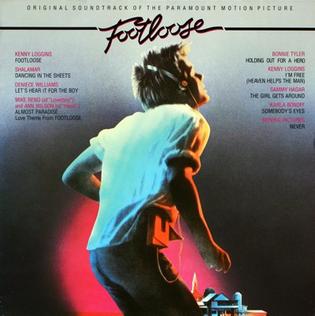 ORIGINAL SOUNDTRACK OF THE PARAMOUNT MOTION PICTURE
Footloose
KENNY LOGGINS
FOOTLOOSE
SHALAMAR
DANCING IN THE SHEETS
DENIECE WILLIAMS
LET'S HEAR IT FOR THE BOY
MIKE RENO (of "Loverboy")
and ANN WILSON (of "Heart")
ALMOST PARADISE
Love Theme From FOOTLOOSE
BONNIE TYLER
HOLDING OUT FOR A HERO
KENNY LOGGINS
I'M FREE
(HEAVEN HELPS THE MAN)
SAMMY HAGAR
THE GIRL GETS AROUND
KARLA BONOFF
SOMEBODY'S EYES
MOVING PICTURES
NEVER